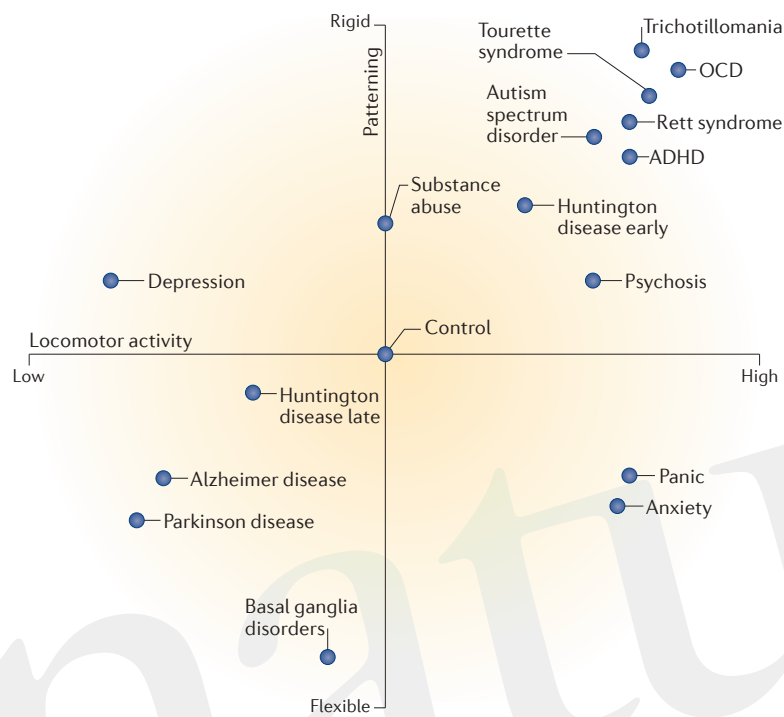 Rigid
Patterning
Trichotillomania
Tourette
syndrome
OCD
Autism
spectrum
disorder
Rett syndrome
ADHD
Substance
abuse
Huntington
disease early
Depression
Psychosis
Control
Locomotor activity
Low
High
Huntington
disease late
Alzheimer disease
Panic
Parkinson disease
Anxiety
Basal ganglia
disorders
Flexible
natu